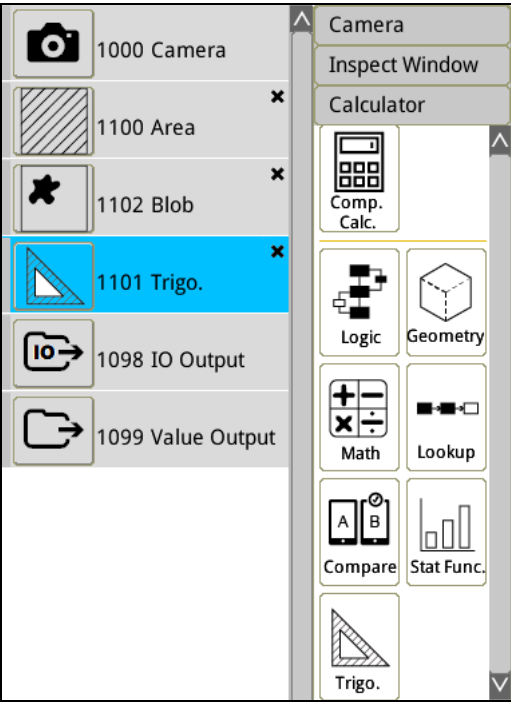 1000 Camera
1100 Area
1102 Blob
1101 Trigo.
IO
1098 IO Output
1099 Value Output
Camera
Inspect Window
Calculator
Comp.
Calc.
Logic
Geometry
Math
Lookup
A B
Compare
Stat Func.
Trigo.